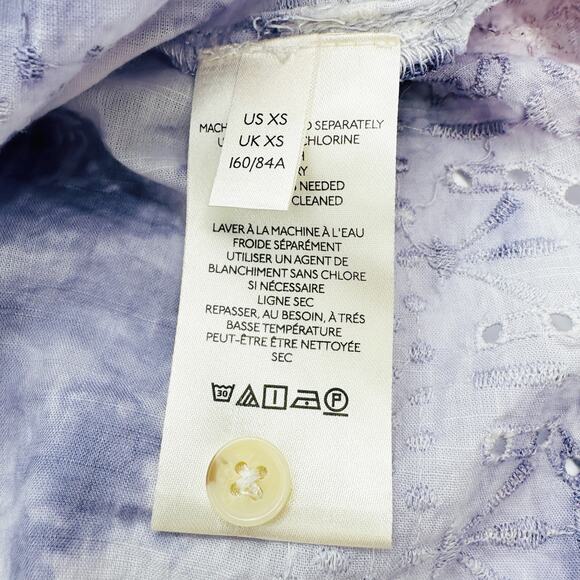 US XS
UK XS
160/84A
MACH
D SEPARATELY
CHLORINE
RY
NEEDED
CLEANED
LAVER À LA MACHINE À L'EAU
FROIDE SÉPARÉMENT
UTILISER UN AGENT DE
BLANCHIMENT SANS CHLORE
SI NÉCESSAIRE
LIGNE SEC
REPASSER, AU BESOIN, À TRÉS
BASSE TEMPÉRATURE
PEUT-ÊTRE ÊTRE NETTOYÉE
SEC
30
P